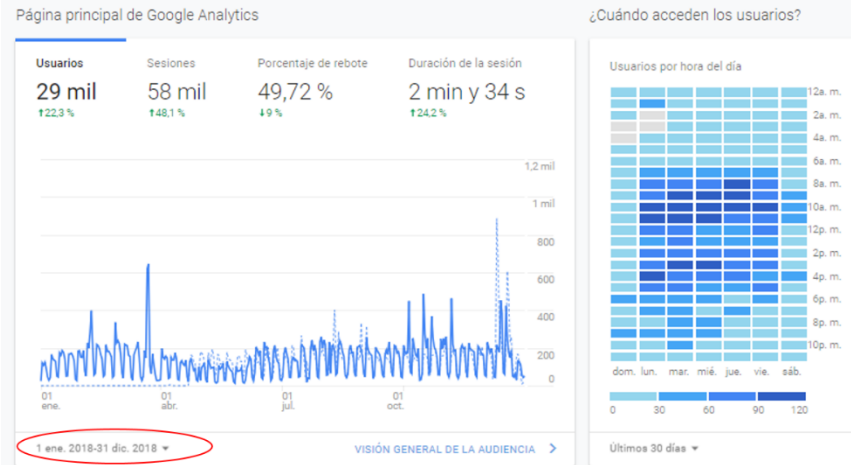 Página principal de Google Analytics
¿Cuándo acceden los usuarios?
Usuarios
29 mil
↑22,3 %
Sesiones
58 mil
↑48,1 %
Porcentaje de rebote
49,72 %
↓9 %
Duración de la sesión
2 min y 34 s
↑24,2 %
1,2 mil
1 mil
800
600
400
200
0
01 ene.
01 abr.
01 jul.
01 oct.
1 ene. 2018-31 dic. 2018
VISIÓN GENERAL DE LA AUDIENCIA
Usuarios por hora del día
12a. m.
2a. m.
4a. m.
6a. m.
8a. m.
10a. m.
12p. m.
2p. m.
4p. m.
6p. m.
8p. m.
10p. m.
dom. lun. mar. mié. jue. vie. sáb.
0 30 60 90 120
Últimos 30 días